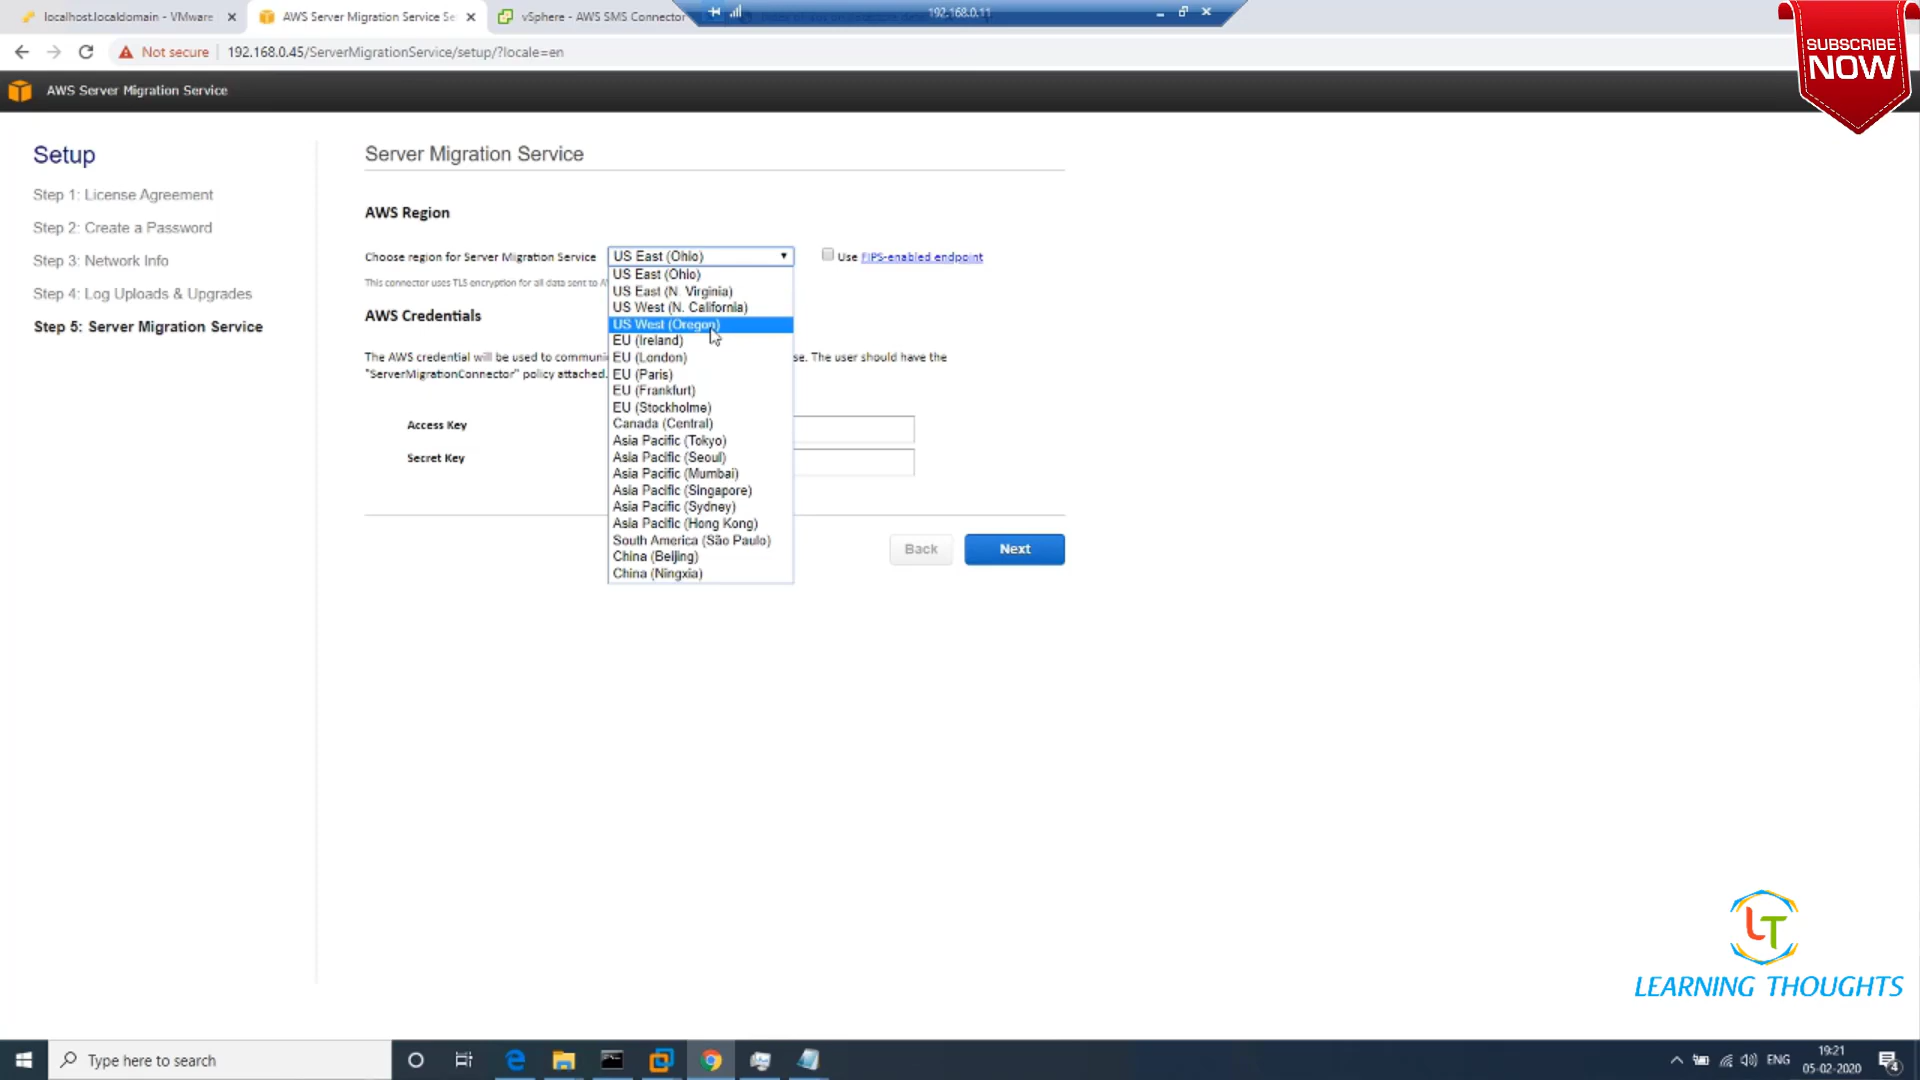 localhost.localdomain - VMware
AWS Server Migration Service Se
vSphere - AWS SMS Connector
192.168.0.11
Not secure
192.168.0.45/ServerMigrationService/setup/?locale=en
SUBSCRIBE
NOW
AWS Server Migration Service
Setup
Step 1: License Agreement
Step 2: Create a Password
Step 3: Network Info
Step 4: Log Uploads & Upgrades
Step 5: Server Migration Service
Server Migration Service
AWS Region
Choose region for Server Migration Service
US East (Ohio)
Use FIPS-enabled endpoint
This connector uses TLS encryption for all data sent to
US East (Ohio)
US East (N. Virginia)
US West (N. California)
US West (Oregon)
EU (Ireland)
EU (London)
EU (Paris)
EU (Frankfurt)
EU (Stockholme)
Canada (Central)
Asia Pacific (Tokyo)
Asia Pacific (Seoul)
Asia Pacific (Mumbai)
Asia Pacific (Singapore)
Asia Pacific (Sydney)
Asia Pacific (Hong Kong)
South America (São Paulo)
China (Beijing)
China (Ningxia)
AWS Credentials
The AWS credential will be used to communi se. The user should have the
"ServerMigrationConnector" policy attached.
Access Key
Secret Key
Back
Next
LT
LEARNING THOUGHTS
Type here to search
ENG
19:21
05-02-2020
4